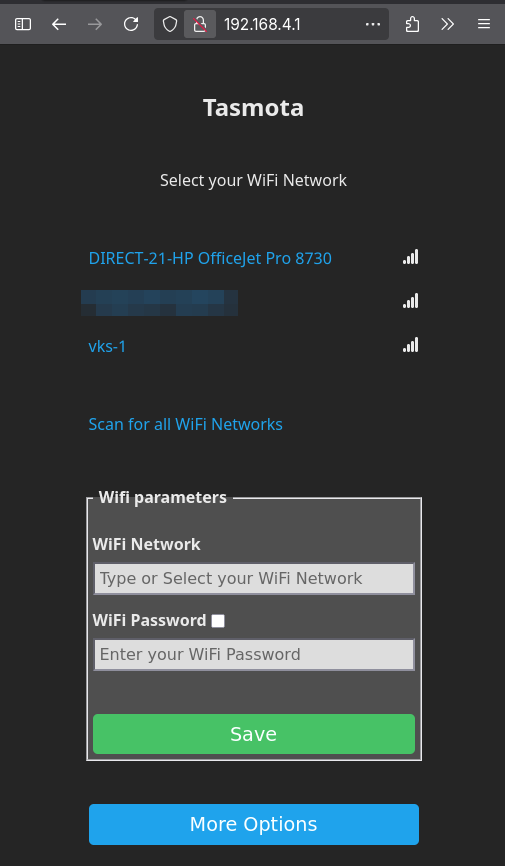 192.168.4.1
Tasmota
Select your WiFi Network
DIRECT-21-HP OfficeJet Pro 8730
vks-1
Scan for all WiFi Networks
Wifi parameters
WiFi Network
Type or Select your WiFi Network
WiFi Password
Enter your WiFi Password
Save
More Options